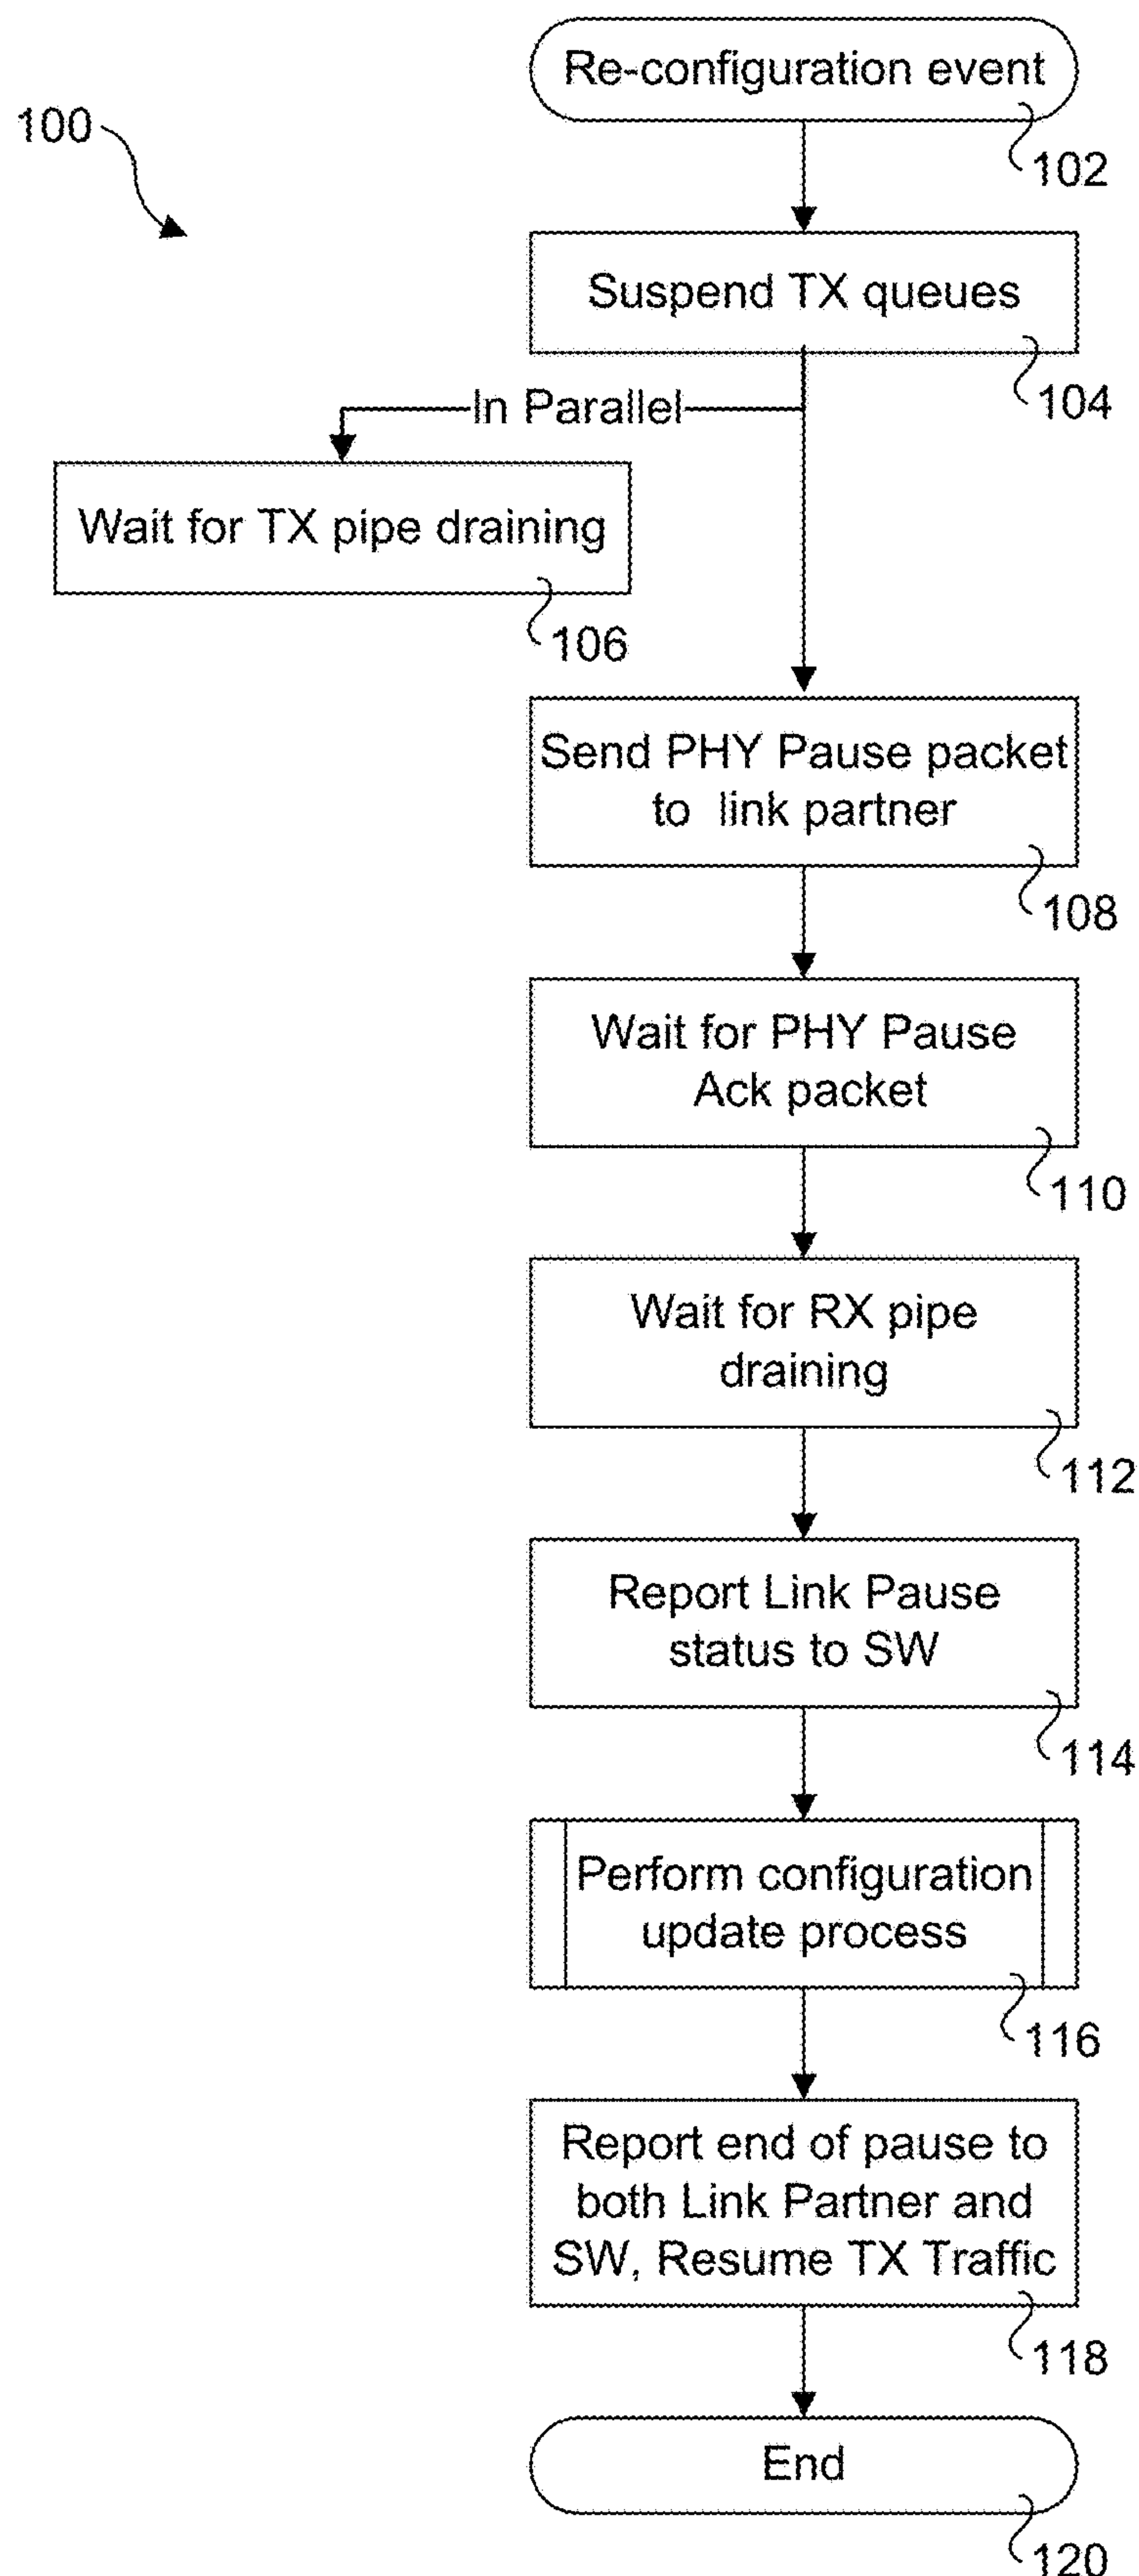 Re-configuration event
100
102
Suspend TX queues
104
In Parallel
Wait for TX pipe draining
106
Send PHY Pause packet
to link partner
108
Wait for PHY Pause
Ack packet
110
Wait for RX pipe
draining
112
Report Link Pause
status to SW
114
Perform configuration
update process
116
Report end of pause to
both Link Partner and
SW, Resume TX Traffic
118
End
120